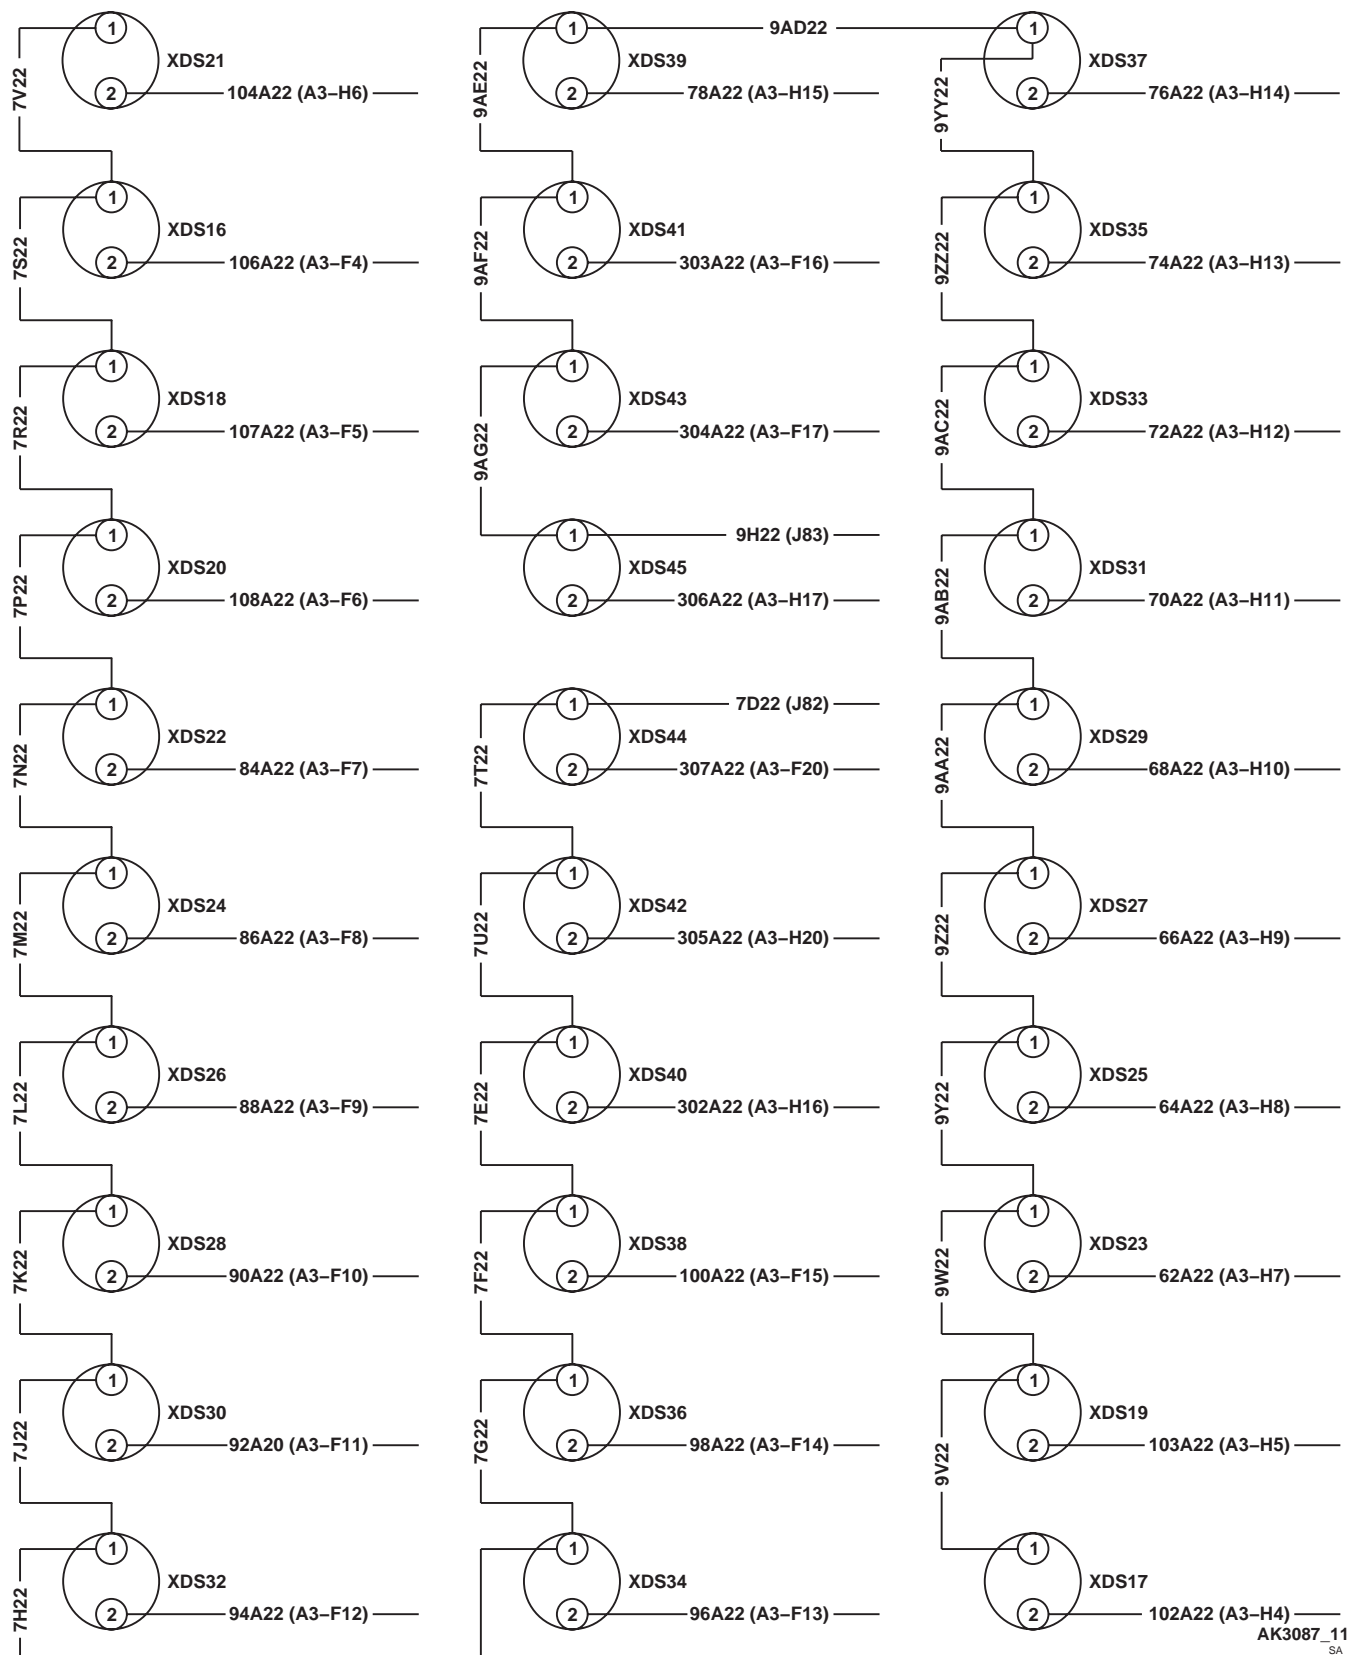 1
XDS21
2
104A22 (A3–H6)
7V22
1
XDS16
2
106A22 (A3–F4)
7S22
1
XDS18
2
107A22 (A3–F5)
7R22
1
XDS20
2
108A22 (A3–F6)
7P22
1
XDS22
2
84A22 (A3–F7)
7N22
1
XDS24
2
86A22 (A3–F8)
7M22
1
XDS26
2
88A22 (A3–F9)
7L22
1
XDS28
2
90A22 (A3–F10)
7K22
1
XDS30
2
92A20 (A3–F11)
7J22
1
XDS32
2
94A22 (A3–F12)
7H22
1
9AD22
XDS39
2
78A22 (A3–H15)
9AE22
1
XDS41
2
303A22 (A3–F16)
9AF22
1
XDS43
2
304A22 (A3–F17)
9AG22
1
9H22 (J83)
XDS45
2
306A22 (A3–H17)
1
7D22 (J82)
XDS44
2
307A22 (A3–F20)
7T22
1
XDS42
2
305A22 (A3–H20)
7U22
1
XDS40
2
302A22 (A3–H16)
7E22
1
XDS38
2
100A22 (A3–F15)
7F22
1
XDS36
2
98A22 (A3–F14)
7G22
1
XDS34
2
96A22 (A3–F13)
1
XDS37
2
76A22 (A3–H14)
9YY22
1
XDS35
2
74A22 (A3–H13)
9ZZ22
1
XDS33
2
72A22 (A3–H12)
9AC22
1
XDS31
2
70A22 (A3–H11)
9AB22
1
XDS29
2
68A22 (A3–H10)
9AA22
1
XDS27
2
66A22 (A3–H9)
9Z22
1
XDS25
2
64A22 (A3–H8)
9Y22
1
XDS23
2
62A22 (A3–H7)
9W22
1
XDS19
2
103A22 (A3–H5)
9V22
1
XDS17
2
102A22 (A3–H4)
AK3087_11
SA